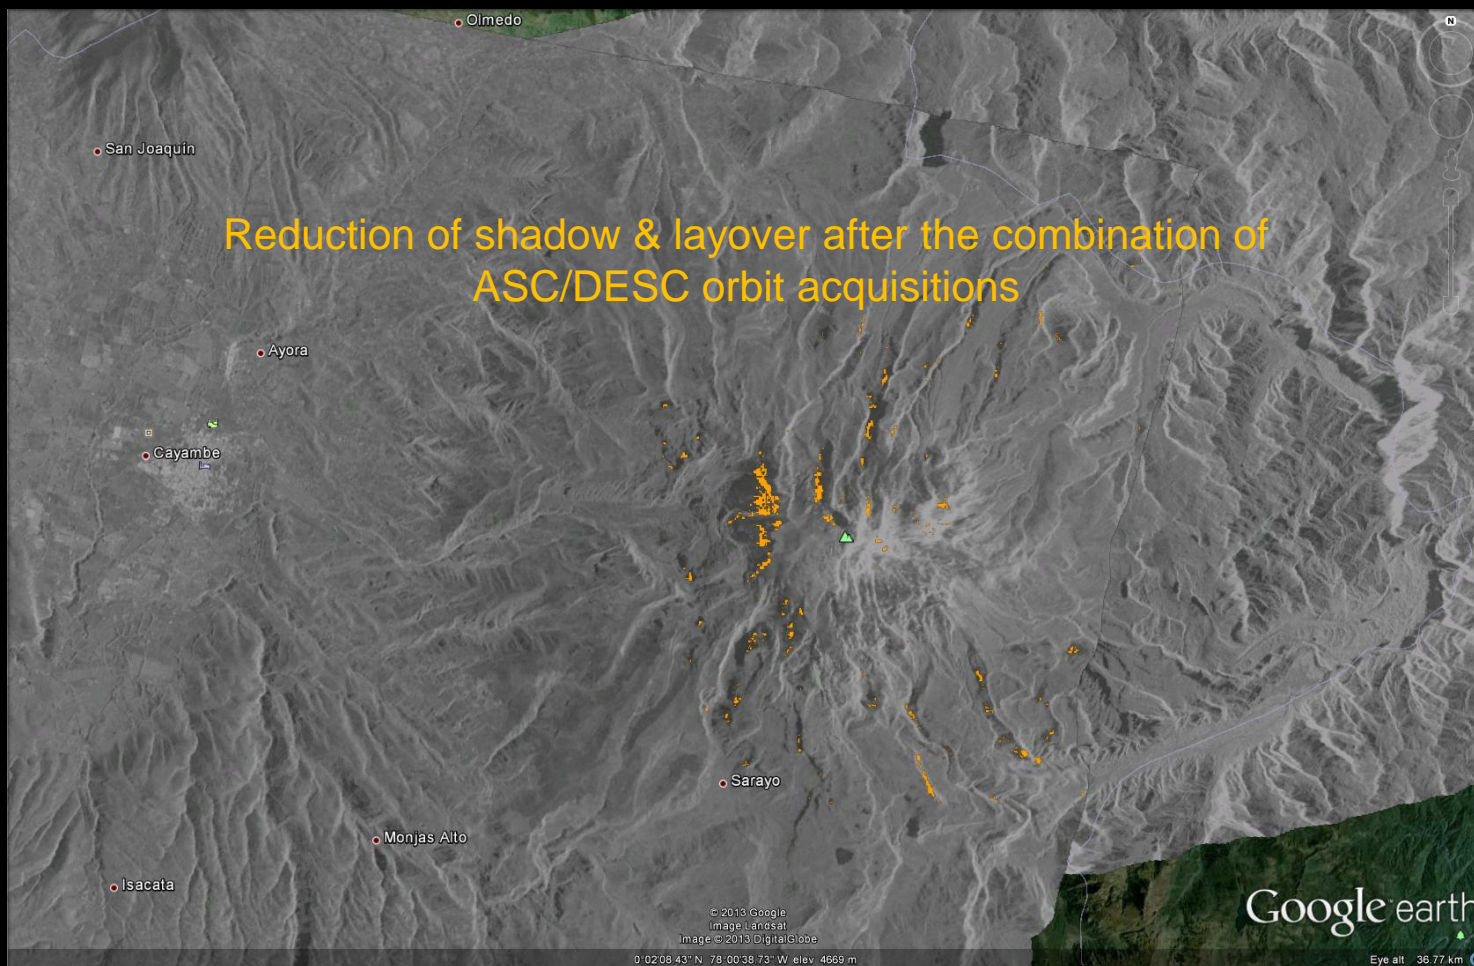 Olmedo
N
San Joaquin
Reduction of shadow & layover after the combination of
ASC/DESC orbit acquisitions
Ayora
Cayambe
Sarayo
Monjas Alto
Isacata
© 2013 Google
Image Landsat
Image © 2013 DigitalGlobe
Google earth
0°02'08.43" N 78°00'38.73" W elev 4669 m
Eye alt 36.77 km